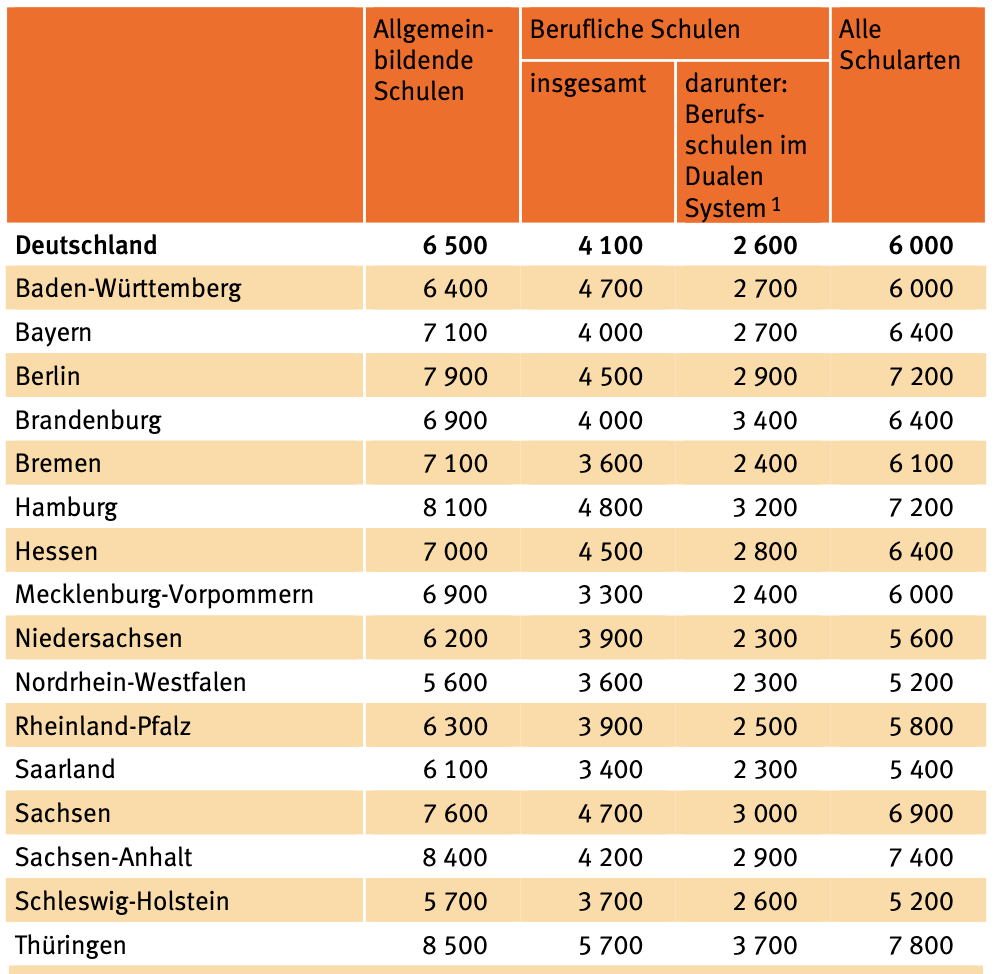 Allgemein-
bildende
Schulen
Berufliche Schulen
Alle
Schularten
insgesamt
darunter:
Berufs-
schulen im
Dualen
System 1
Deutschland 6 500 4 100 2 600 6 000
Baden-Württemberg 6 400 4 700 2 700 6 000
Bayern 7 100 4 000 2 700 6 400
Berlin 7 900 4 500 2 900 7 200
Brandenburg 6 900 4 000 3 400 6 400
Bremen 7 100 3 600 2 400 6 100
Hamburg 8 100 4 800 3 200 7 200
Hessen 7 000 4 500 2 800 6 400
Mecklenburg-Vorpommern 6 900 3 300 2 400 6 000
Niedersachsen 6 200 3 900 2 300 5 600
Nordrhein-Westfalen 5 600 3 600 2 300 5 200
Rheinland-Pfalz 6 300 3 900 2 500 5 800
Saarland 6 100 3 400 2 300 5 400
Sachsen 7 600 4 700 3 000 6 900
Sachsen-Anhalt 8 400 4 200 2 900 7 400
Schleswig-Holstein 5 700 3 700 2 600 5 200
Thüringen 8 500 5 700 3 700 7 800